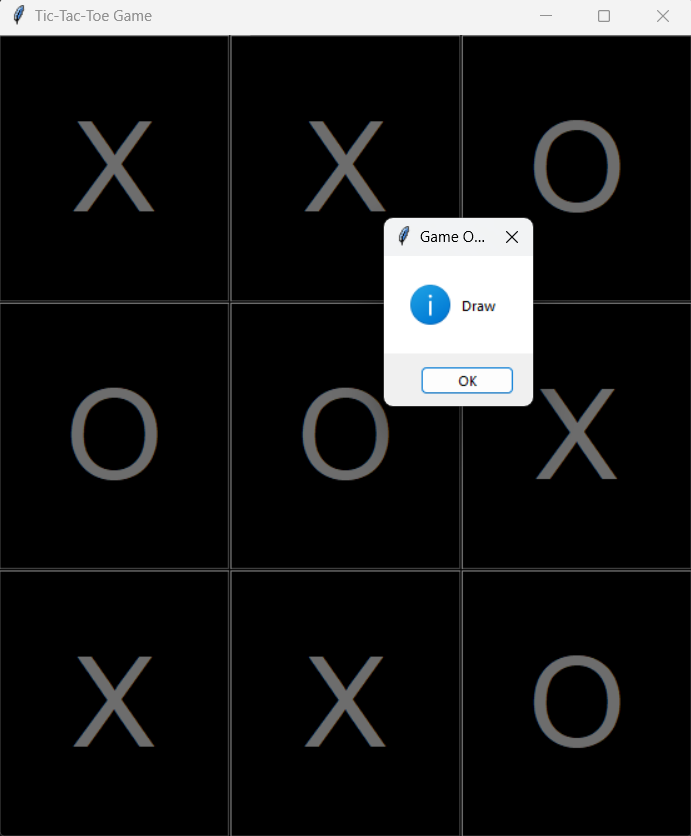 Tic-Tac-Toe Game
X X O
Game O...
Draw
OK
O O X
X X O